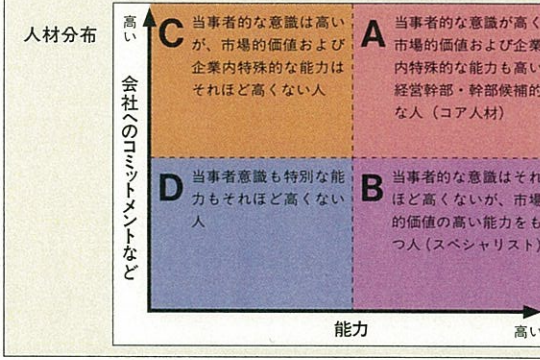 人材分布
高い
会社へのコミットメントなど
C
当事者的な意識は高い
が、市場的価値および
企業内特殊的な能力は
それほど高くない人
A
当事者的な意識が高く
市場的価値および企業
内特殊的な能力も高い
経営幹部・幹部候補的
な人（コア人材）
D
当事者意識も特別な能
力もそれほど高くない
人
B
当事者的な意識はそれ
ほど高くないが、市場
的価値の高い能力をも
つ人（スペシャリスト）
能力
高い